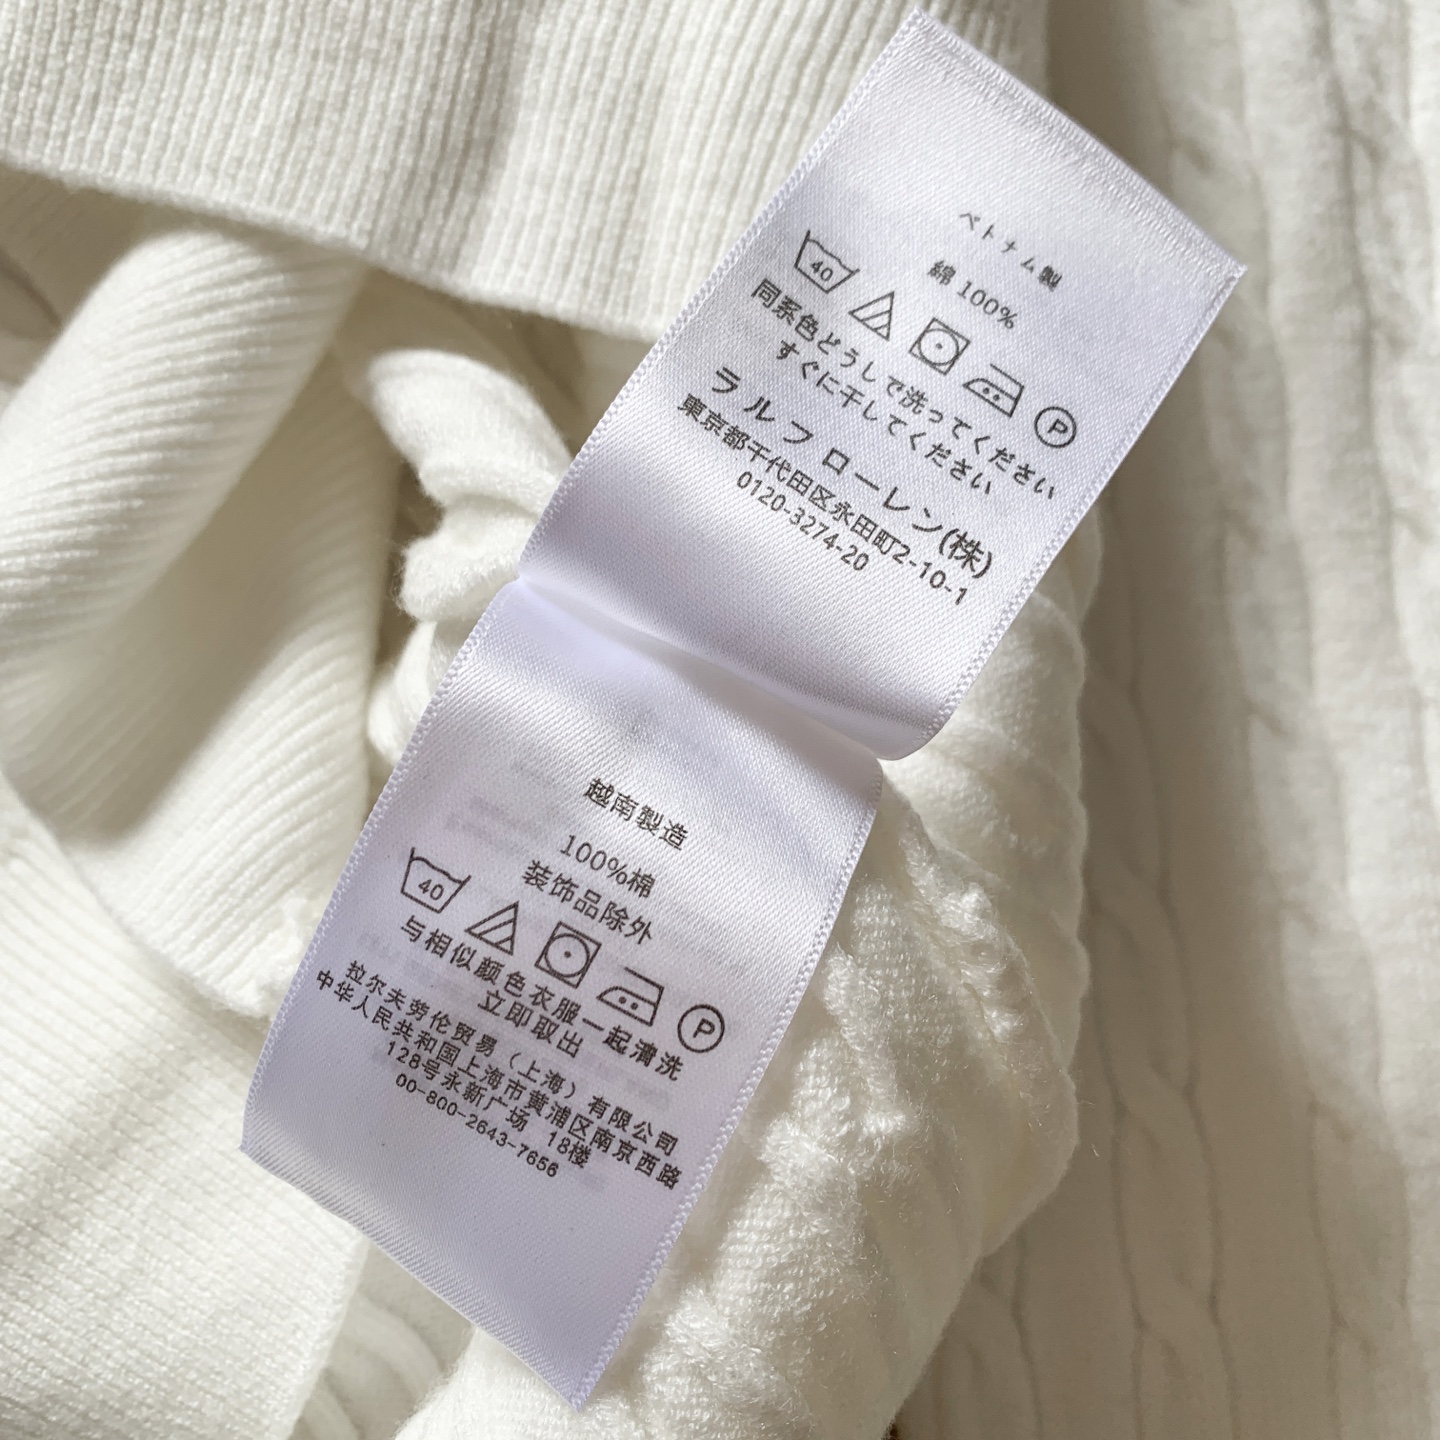 ベトナム製
綿 100%
40
P
同系色どうしで洗ってください
すぐに干してください
ラルフ ローレン(株)
東京都千代田区永田町2-10-1
0120-3274-20
越南製造
100%棉
装饰品除外
40
P
与相似颜色衣服一起清洗
立即取出
拉尔夫劳伦贸易（上海）有限公司
中华人民共和国上海市黄浦区南京西路
128号永新广场 18楼
00-800-2643-7656